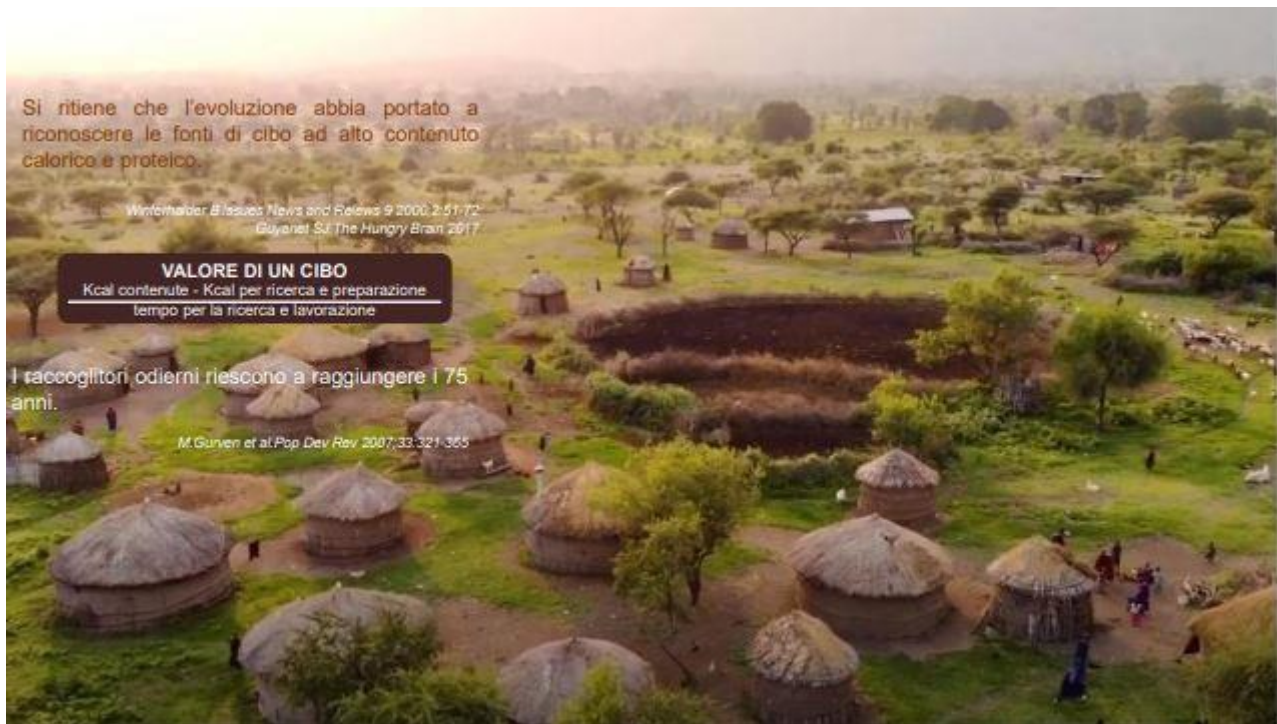 Si ritiene che l'evoluzione abbia portato a
riconoscere le fonti di cibo ad alto contenuto
calorico e proteico.
Winterhalder B.Issues News and Reiews 9 2000 2:51-72
Guyenet SJ The Hungry Brain 2017
VALORE DI UN CIBO
Kcal contenute - Kcal per ricerca e preparazione
tempo per la ricerca e lavorazione
I raccoglitori odierni riescono a raggiungere i 75
anni.
M.Gurven et al.Pop Dev Rev 2007;33:321-365